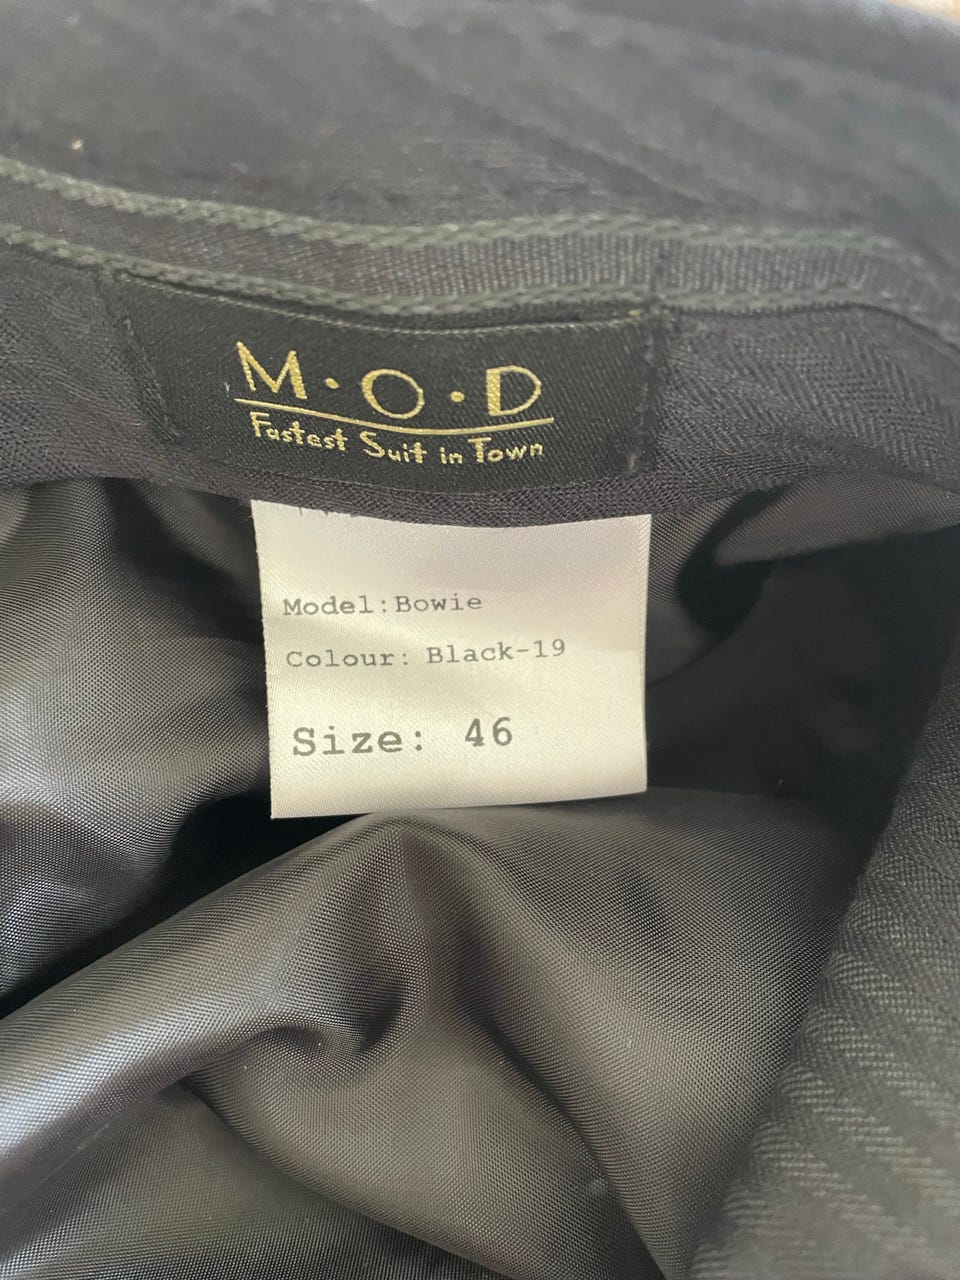 M·O·D
Fastest Suit in Town
Model:Bowie
Colour: Black-19
Size: 46